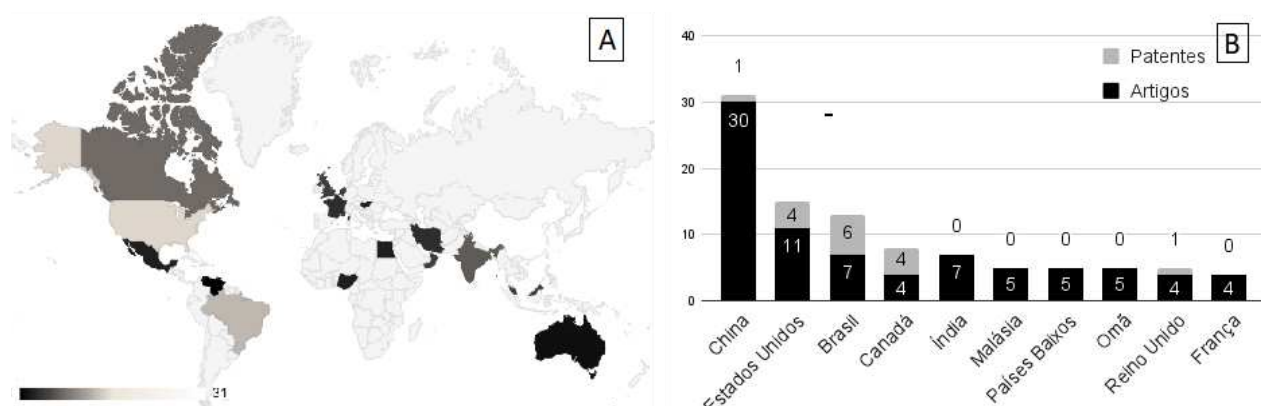 A
31
B
40
30
20
10
0
Patentes
Artigos
1
30
4
11
6
7
4
4
0
7
0
5
0
5
0
5
1
4
0
4
China
Estados Unidos
Brasil
Canadá
Índia
Malásia
Países Baixos
Omã
Reino Unido
França